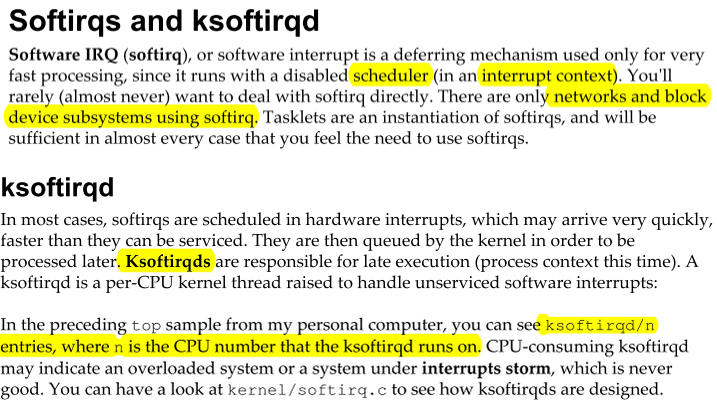 Softirqs and ksoftirqd
Software IRQ (softirq), or software interrupt is a deferring mechanism used only for very
fast processing, since it runs with a disabled scheduler (in an interrupt context). You'll
rarely (almost never) want to deal with softirq directly. There are only networks and block
device subsystems using softirq. Tasklets are an instantiation of softirqs, and will be
sufficient in almost every case that you feel the need to use softirqs.
ksoftirqd
In most cases, softirqs are scheduled in hardware interrupts, which may arrive very quickly,
faster than they can be serviced. They are then queued by the kernel in order to be
processed later. Ksoftirqds are responsible for late execution (process context this time). A
ksoftirqd is a per-CPU kernel thread raised to handle unserviced software interrupts:
In the preceding top sample from my personal computer, you can see ksoftirqd/n
entries, where n is the CPU number that the ksoftirqd runs on. CPU-consuming ksoftirqd
may indicate an overloaded system or a system under interrupts storm, which is never
good. You can have a look at kernel/softirq.c to see how ksoftirqds are designed.